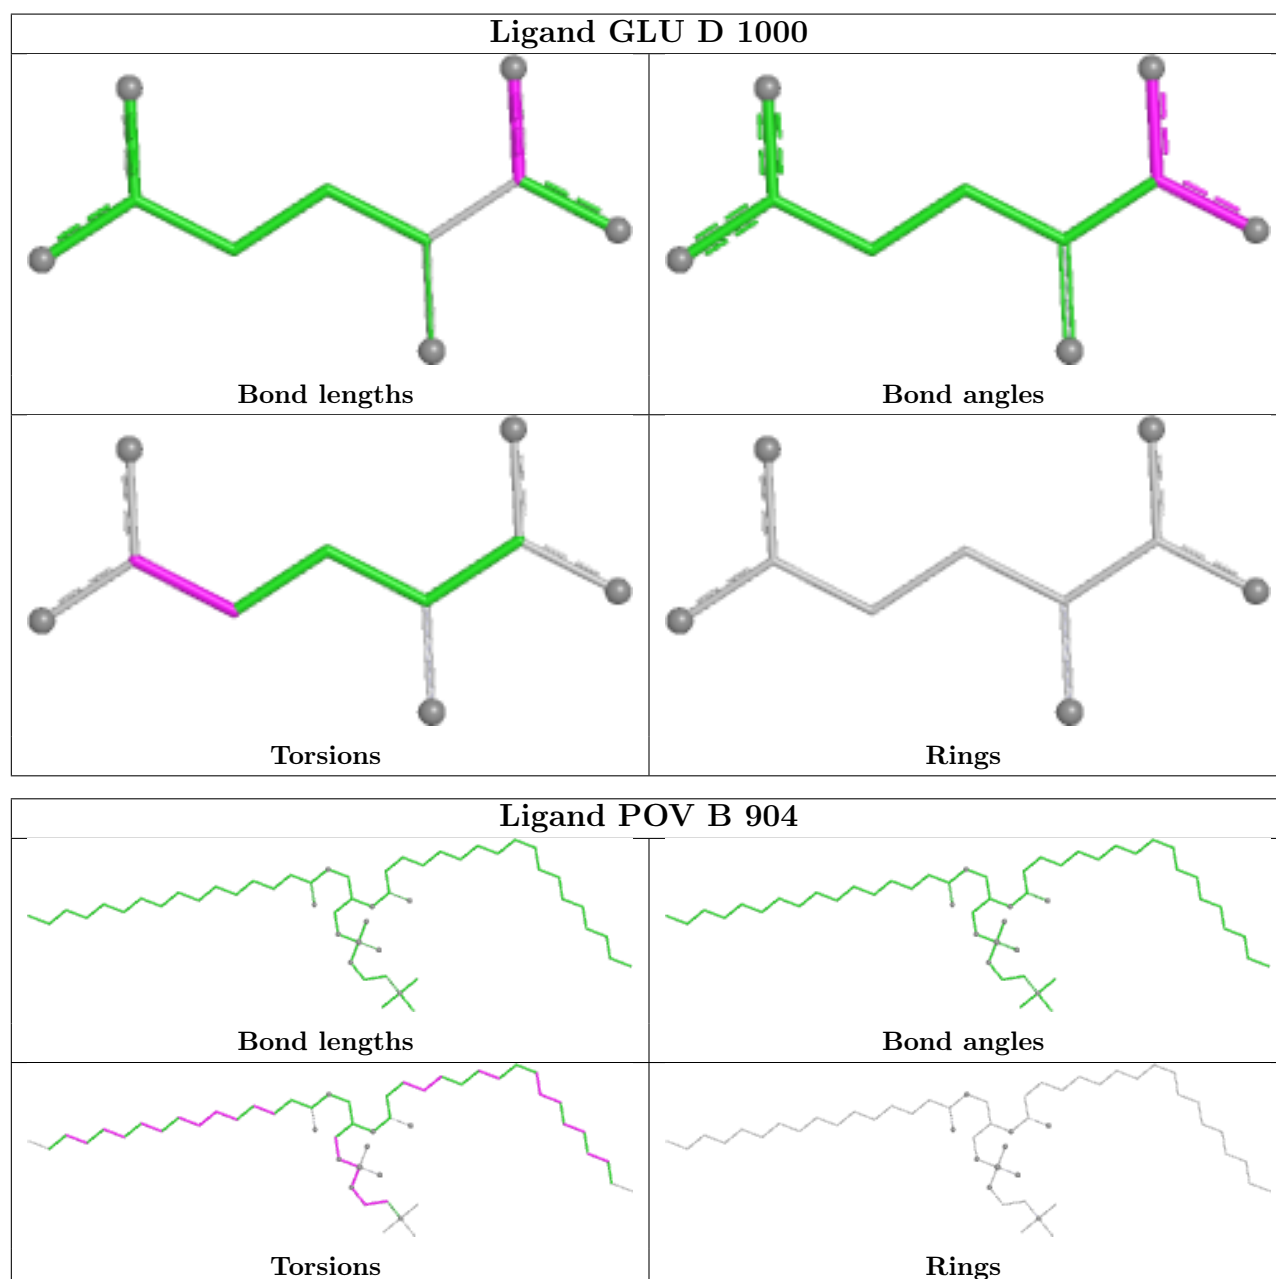 Ligand GLU D 1000
Bond lengths
Bond angles
Torsions
Rings
Ligand POV B 904
Bond lengths
Bond angles
Torsions
Rings